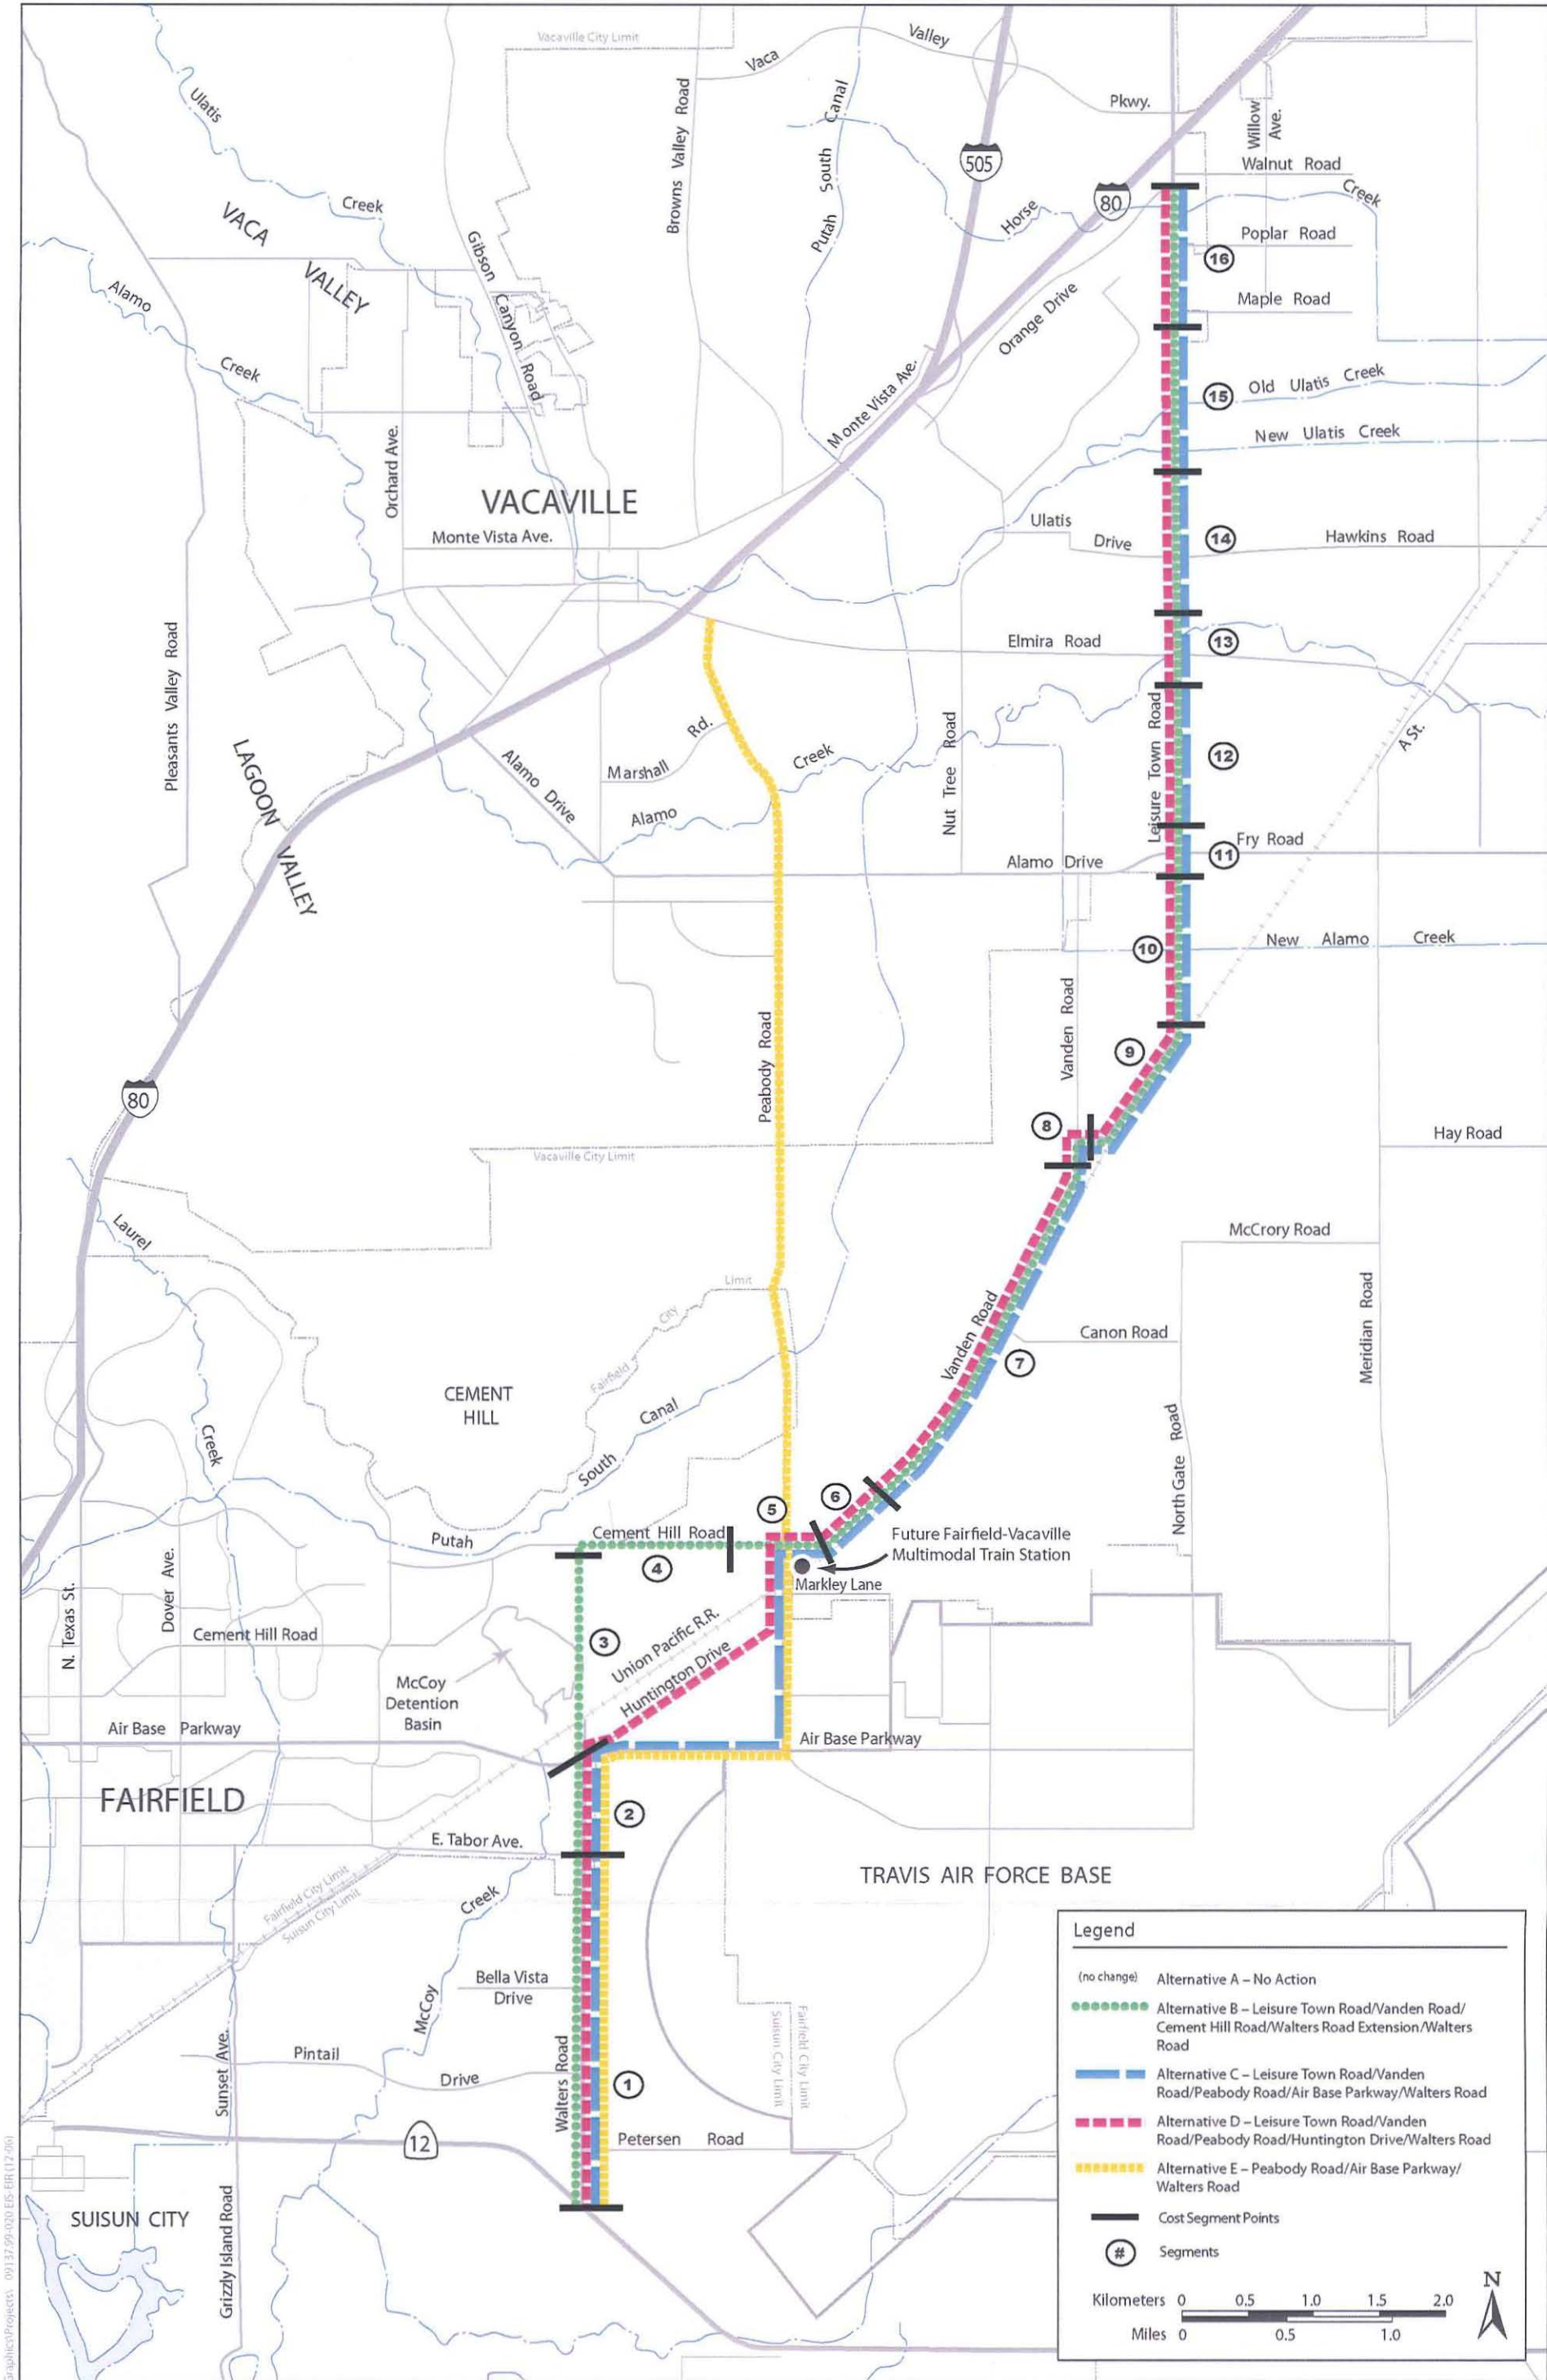 Vacaville City Limit
Vaca
Valley
Pkwy.
Ulatis
Creek
VACA
VALLEY
Alamo
Creek
Gibson Canyon Road
Browns Valley Road
Putah South Canal
505
80
Horse
Creek
Willow
Ave.
Walnut Road
Poplar Road
16
Maple Road
Orange Drive
Monte Vista Ave.
15
Old Ulatis Creek
New Ulatis Creek
Orchard Ave.
VACAVILLE
Monte Vista Ave.
Ulatis
Drive
14
Hawkins Road
Pleasants Valley Road
Elmira Road
13
LAGOON
VALLEY
Alamo Drive
Marshall
Rd.
Alamo
Creek
Nut Tree Road
Leisure Town Road
12
A St.
Fry Road
11
Alamo Drive
10
New Alamo Creek
Vanden Road
Peabody Road
9
80
8
Hay Road
Vacaville City Limit
Laurel
Creek
McCrory Road
Meridian Road
Fairfield
City
Limit
Vanden Road
Canon Road
7
CEMENT
HILL
Canal
South
Putah
North Gate Road
5
6
Cement Hill Road
4
Future Fairfield-Vacaville
Multimodal Train Station
Markley Lane
N. Texas St.
Dover Ave.
Cement Hill Road
3
Union Pacific R.R.
Huntington Drive
McCoy
Detention
Basin
Air Base Parkway
Air Base Parkway
FAIRFIELD
2
E. Tabor Ave.
TRAVIS AIR FORCE BASE
Fairfield City Limit
Suisun City Limit
Creek
McCoy
Bella Vista
Drive
Suisun City Limit
Fairfield City Limit
Sunset Ave.
Pintail
Drive
Walters Road
1
12
Petersen Road
SUISUN CITY
Grizzly Island Road
Legend
(no change) Alternative A – No Action
Alternative B – Leisure Town Road/Vanden Road/
Cement Hill Road/Walters Road Extension/Walters
Road
Alternative C – Leisure Town Road/Vanden
Road/Peabody Road/Air Base Parkway/Walters Road
Alternative D – Leisure Town Road/Vanden
Road/Peabody Road/Huntington Drive/Walters Road
Alternative E – Peabody Road/Air Base Parkway/
Walters Road
Cost Segment Points
# Segments
N
Kilometers 0 0.5 1.0 1.5 2.0
Miles 0 0.5 1.0
09137.99-020 EIS-EIR (12-06)